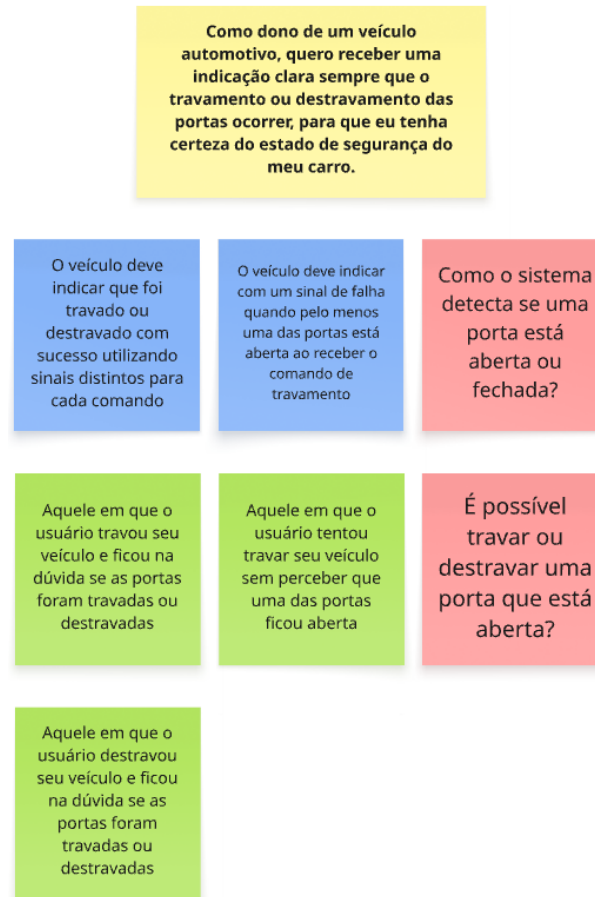 Como dono de um veículo
automotivo, quero receber uma
indicação clara sempre que o
travamento ou destravamento das
portas ocorrer, para que eu tenha
certeza do estado de segurança do
meu carro.
O veículo deve
indicar que foi
travado ou
destravado com
sucesso utilizando
sinais distintos para
cada comando
O veículo deve indicar
com um sinal de falha
quando pelo menos
uma das portas está
aberta ao receber o
comando de
travamento
Como o sistema
detecta se uma
porta está
aberta ou
fechada?
Aquele em que o
usuário travou seu
veículo e ficou na
dúvida se as portas
foram travadas ou
destravadas
Aquele em que o
usuário tentou
travar seu veículo
sem perceber que
uma das portas
ficou aberta
É possível
travar ou
destravar uma
porta que está
aberta?
Aquele em que o
usuário destravou
seu veículo e ficou
na dúvida se as
portas foram
travadas ou
destravadas